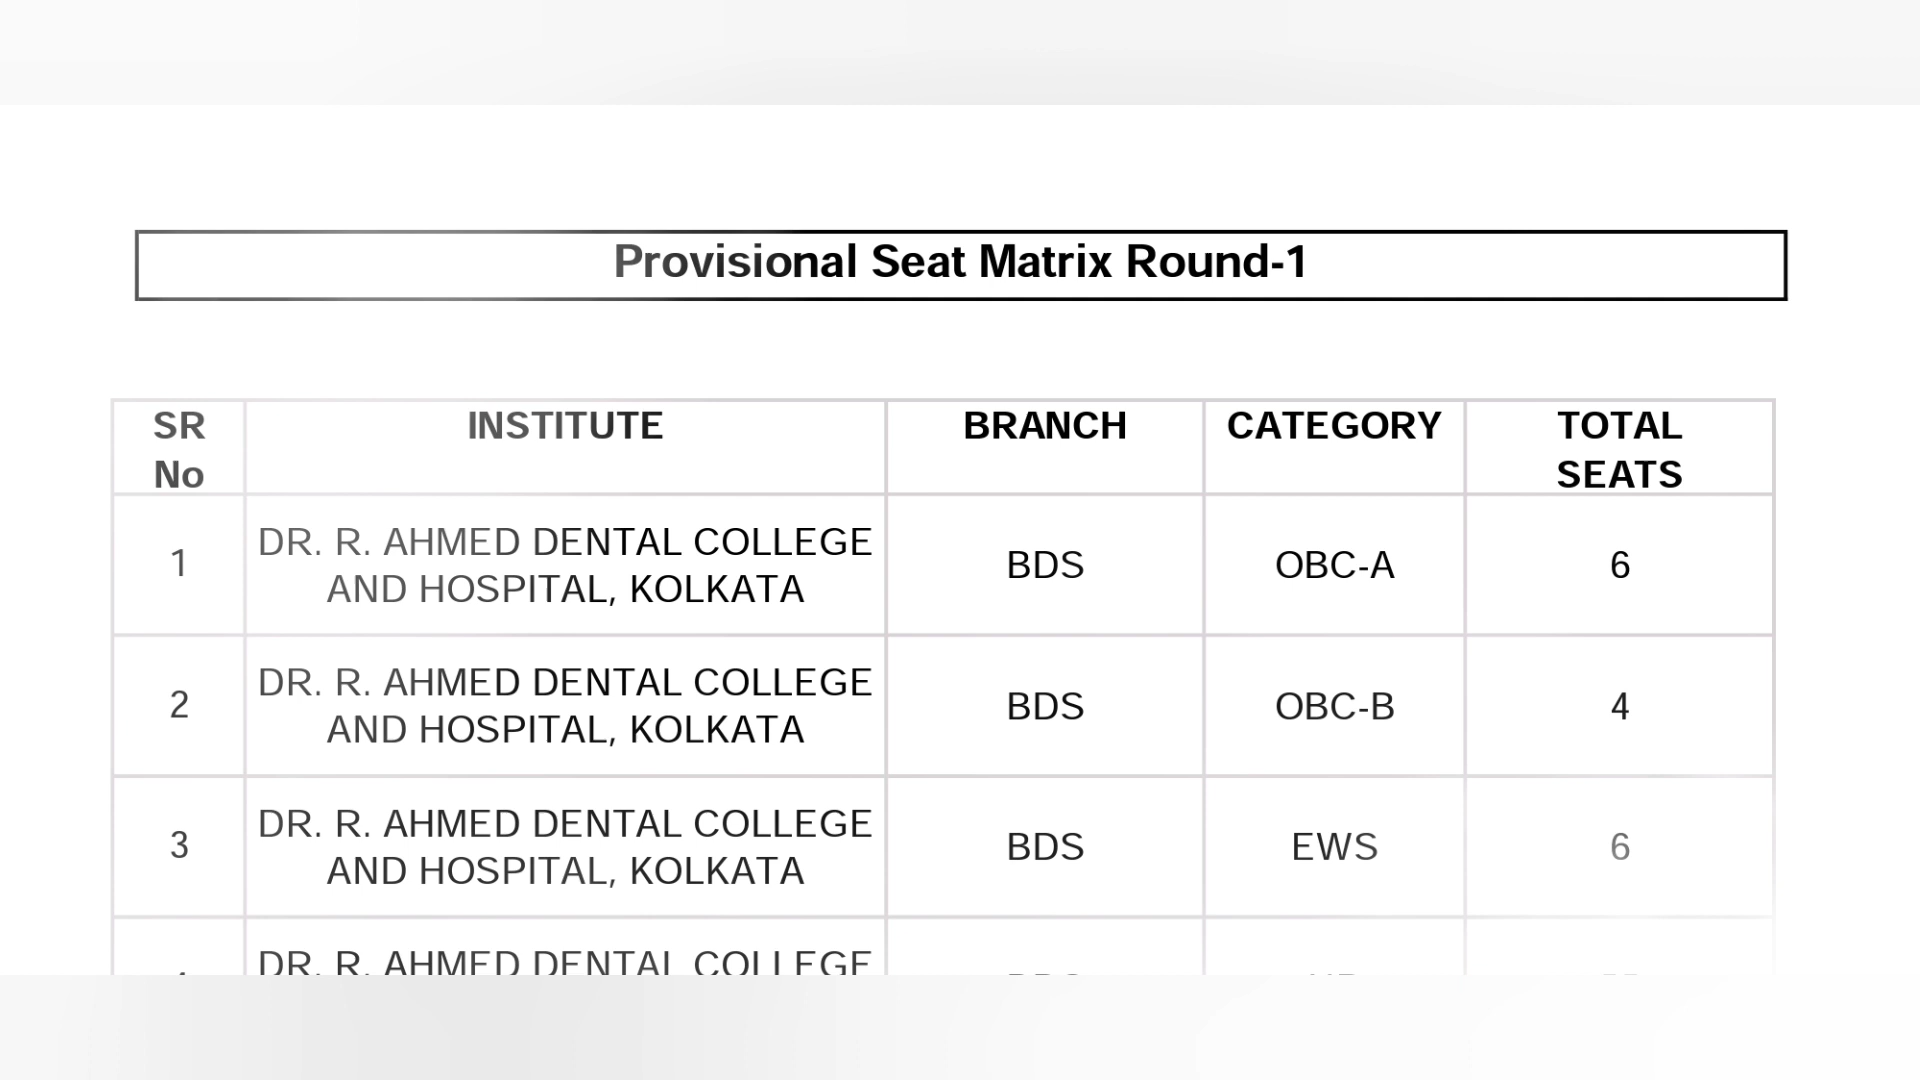 Provisional Seat Matrix Round-1
SR No INSTITUTE BRANCH CATEGORY TOTAL SEATS
1 DR. R. AHMED DENTAL COLLEGE AND HOSPITAL, KOLKATA BDS OBC-A 6
2 DR. R. AHMED DENTAL COLLEGE AND HOSPITAL, KOLKATA BDS OBC-B 4
3 DR. R. AHMED DENTAL COLLEGE AND HOSPITAL, KOLKATA BDS EWS 6
DR. R. AHMED DENTAL COLLEGE